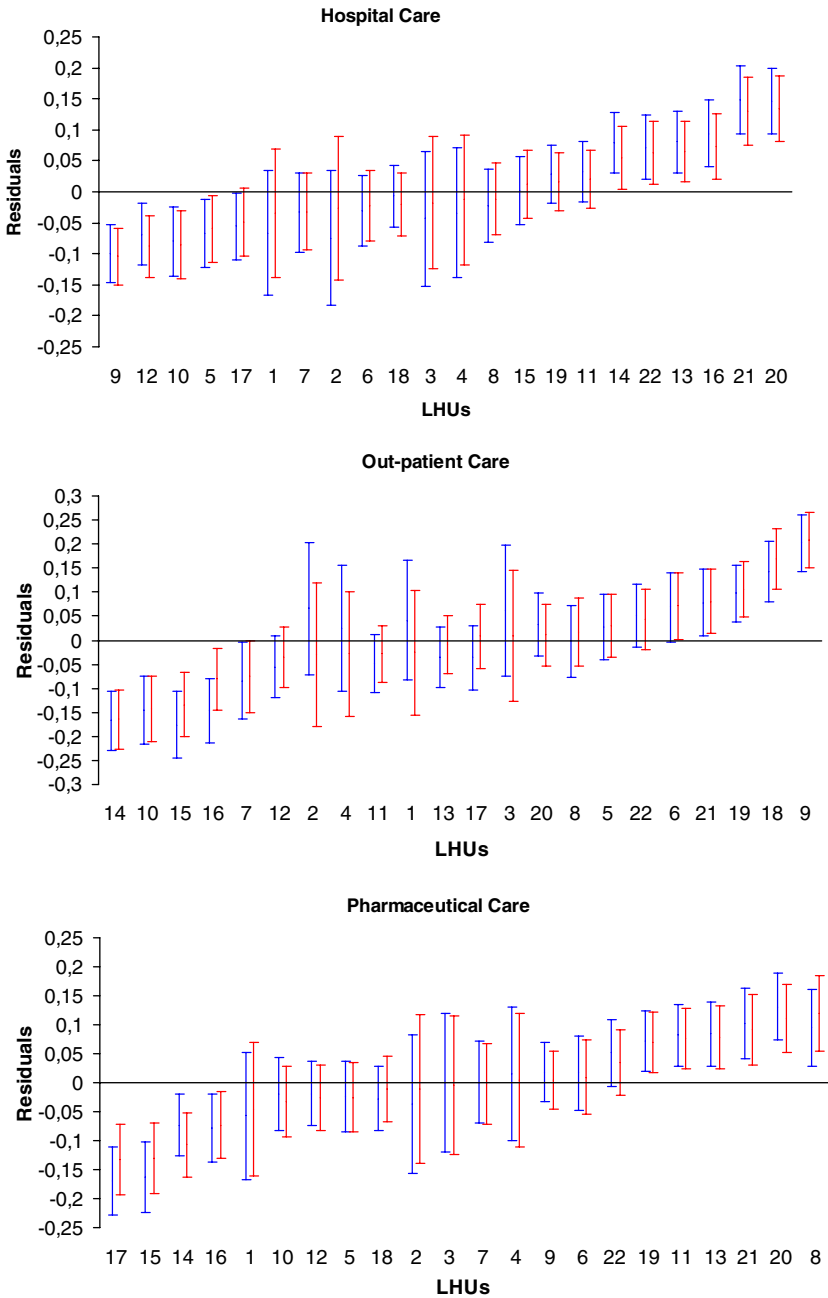 Hospital Care
0,25
0,2
0,15
0,1
0,05
0
-0,05
-0,1
-0,15
-0,2
-0,25
Residuals
9 12 10 5 17 1 7 2 6 18 3 4 8 15 19 11 14 22 13 16 21 20
LHUs
Out-patient Care
0,3
0,25
0,2
0,15
0,1
0,05
0
-0,05
-0,1
-0,15
-0,2
-0,25
-0,3
Residuals
14 10 15 16 7 12 2 4 11 1 13 17 3 20 8 5 22 6 21 19 18 9
LHUs
Pharmaceutical Care
0,25
0,2
0,15
0,1
0,05
0
-0,05
-0,1
-0,15
-0,2
-0,25
Residuals
17 15 14 16 1 10 12 5 18 2 3 7 4 9 6 22 19 11 13 21 20 8
LHUs